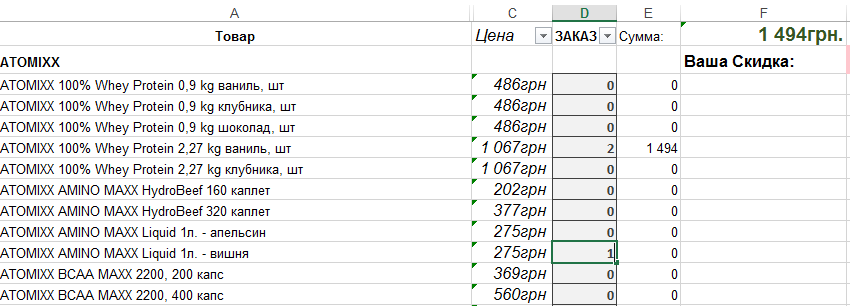 A C D E F
Товар Цена ЗАКАЗ Сумма: 1 494грн.
ATOMIXX Ваша Скидка:
ATOMIXX 100% Whey Protein 0,9 kg ваниль, шт 486грн 0 0
ATOMIXX 100% Whey Protein 0,9 kg клубника, шт 486грн 0 0
ATOMIXX 100% Whey Protein 0,9 kg шоколад, шт 486грн 0 0
ATOMIXX 100% Whey Protein 2,27 kg ваниль, шт 1 067грн 2 1 494
ATOMIXX 100% Whey Protein 2,27 kg клубника, шт 1 067грн 0 0
ATOMIXX AMINO MAXX HydroBeef 160 каплет 202грн 0 0
ATOMIXX AMINO MAXX HydroBeef 320 каплет 377грн 0 0
ATOMIXX AMINO MAXX Liquid 1л. - апельсин 275грн 0 0
ATOMIXX AMINO MAXX Liquid 1л. - вишня 275грн 1 0
ATOMIXX BCAA MAXX 2200, 200 капс 369грн 0 0
ATOMIXX BCAA MAXX 2200, 400 капс 560грн 0 0